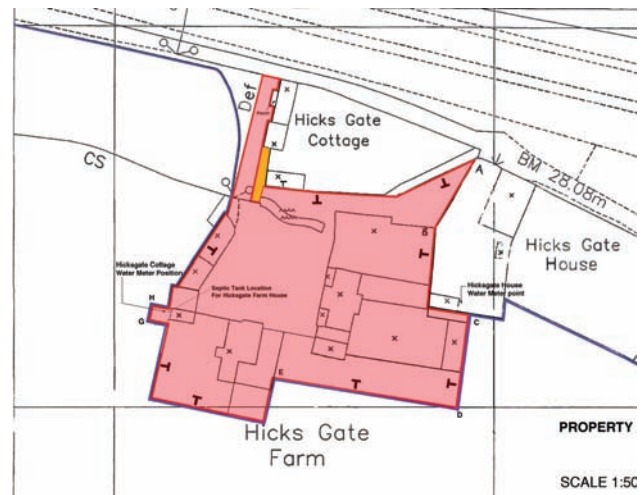 Def
Hicks Gate
Cottage
CS
A
BM 28.08m
B
Hicks Gate
House
Hicksgate Cottage
Water Meter Position
Septic Tank Location
For Hicksgate Farm House
Hicksgate House
Water Meter point
H
G
C
E
D
Hicks Gate
Farm
PROPERTY
SCALE 1:50